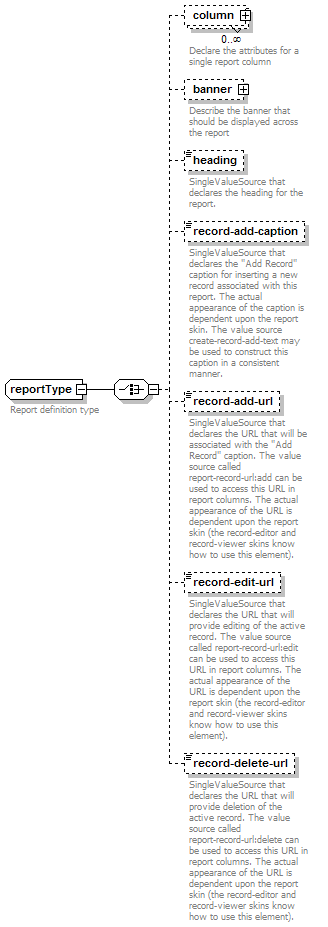 column
0..∞
Declare the attributes for a
single report column
banner
Describe the banner that
should be displayed across
the report
heading
SingleValueSource that
declares the heading for the
report.
record-add-caption
SingleValueSource that
declares the "Add Record"
caption for inserting a new
record associated with this
report. The actual
appearance of the caption is
dependent upon the report
skin. The value source
create-record-add-text may
be used to construct this
caption in a consistent
manner.
reportType
Report definition type
record-add-url
SingleValueSource that
declares the URL that will be
associated with the "Add
Record" caption. The value
source called
report-record-url:add can be
used to access this URL in
report columns. The actual
appearance of the URL is
dependent upon the report
skin (the record-editor and
record-viewer skins know
how to use this element).
record-edit-url
SingleValueSource that
declares the URL that will
provide editing of the active
record. The value source
called report-record-url:edit
can be used to access this
URL in report columns. The
actual appearance of the
URL is dependent upon the
report skin (the record-editor
and record-viewer skins
know how to use this
element).
record-delete-url
SingleValueSource that
declares the URL that will
provide deletion of the
active record. The value
source called
report-record-url:delete can
be used to access this URL in
report columns. The actual
appearance of the URL is
dependent upon the report
skin (the record-editor and
record-viewer skins know
how to use this element).